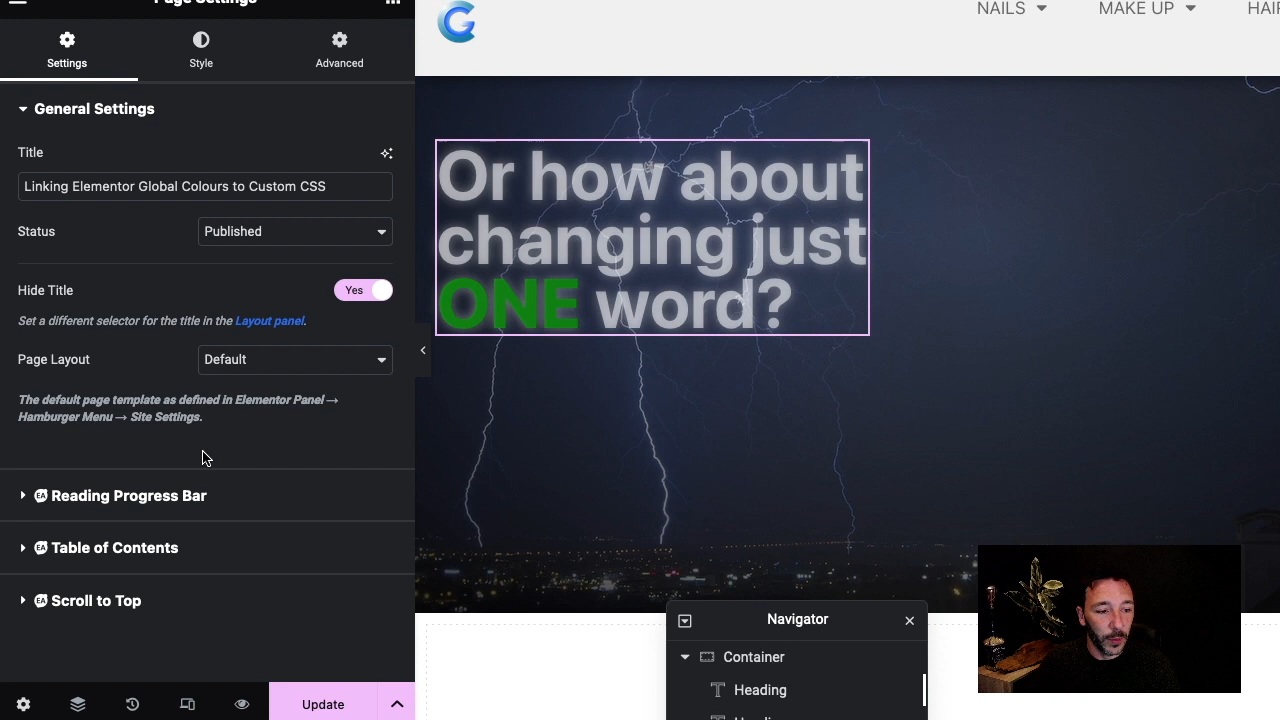 Page Settings
Settings
Style
Advanced
General Settings
Title
Linking Elementor Global Colours to Custom CSS
Status
Published
Hide Title
Yes
Set a different selector for the title in the Layout panel.
Page Layout
Default
The default page template as defined in Elementor Panel →
Hamburger Menu → Site Settings.
EA Reading Progress Bar
EA Table of Contents
EA Scroll to Top
Update
NAILS
MAKE UP
Or how about
changing just
ONE word?
Navigator
Container
Heading